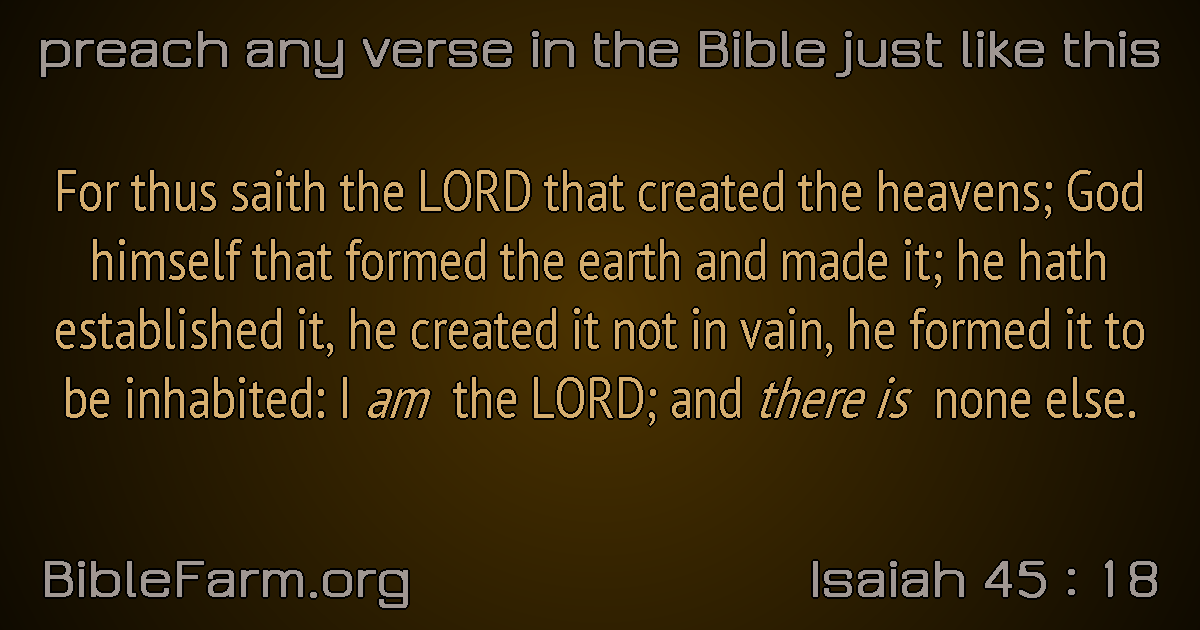 preach any verse in the Bible just like this
For thus saith the LORD that created the heavens; God
himself that formed the earth and made it; he hath
established it, he created it not in vain, he formed it to
be inhabited: I am the LORD; and there is none else.
BibleFarm.org
Isaiah 45 : 18